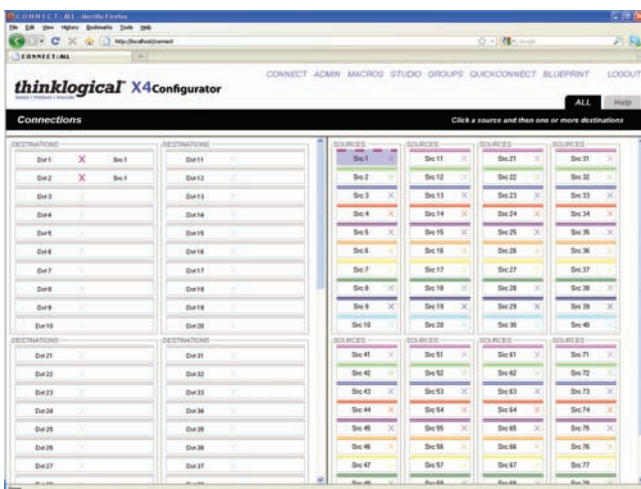 CONNECT: ALL - Mozilla Firefox
File Edit View History Bookmarks Tools Help
http://localhost/connect
CONNECT: ALL
thinklogical X4Configurator
CONNECT ADMIN MACROS STUDIO GROUPS QUICKCONNECT BLUEPRINT LOGOUT
ALL Help
Connections Click a source and then one or more destinations
DESTINATIONS DESTINATIONS SOURCES SOURCES SOURCES SOURCES
Dst 1 X Src 1 Dst 11 Src 1 Src 11 Src 21 Src 31
Dst 2 X Src 1 Dst 12 Src 2 Src 12 Src 22 Src 32
Dst 3 Dst 13 Src 3 Src 13 Src 23 Src 33
Dst 4 Dst 14 Src 4 Src 14 Src 24 Src 34
Dst 5 Dst 15 Src 5 Src 15 Src 25 Src 35
Dst 6 Dst 16 Src 6 Src 16 Src 26 Src 36
Dst 7 Dst 17 Src 7 Src 17 Src 27 Src 37
Dst 8 Dst 18 Src 8 Src 18 Src 28 Src 38
Dst 9 Dst 19 Src 9 Src 19 Src 29 Src 39
Dst 10 Dst 20 Src 10 Src 20 Src 30 Src 40
DESTINATIONS DESTINATIONS SOURCES SOURCES SOURCES SOURCES
Dst 21 Dst 31 Src 41 Src 51 Src 61 Src 71
Dst 22 Dst 32 Src 42 Src 52 Src 62 Src 72
Dst 23 Dst 33 Src 43 Src 53 Src 63 Src 73
Dst 24 Dst 34 Src 44 Src 54 Src 64 Src 74
Dst 25 Dst 35 Src 45 Src 55 Src 65 Src 75
Dst 26 Dst 36 Src 46 Src 56 Src 66 Src 76
Dst 27 Dst 37 Src 47 Src 57 Src 67 Src 77